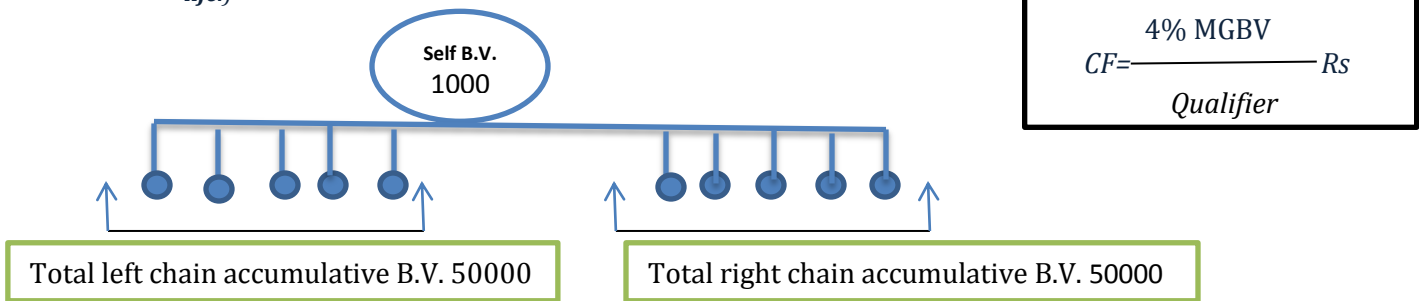 Self B.V.
1000
4% MGBV
CF= Rs
Qualifier
Total left chain accumulative B.V. 50000
Total right chain accumulative B.V. 50000